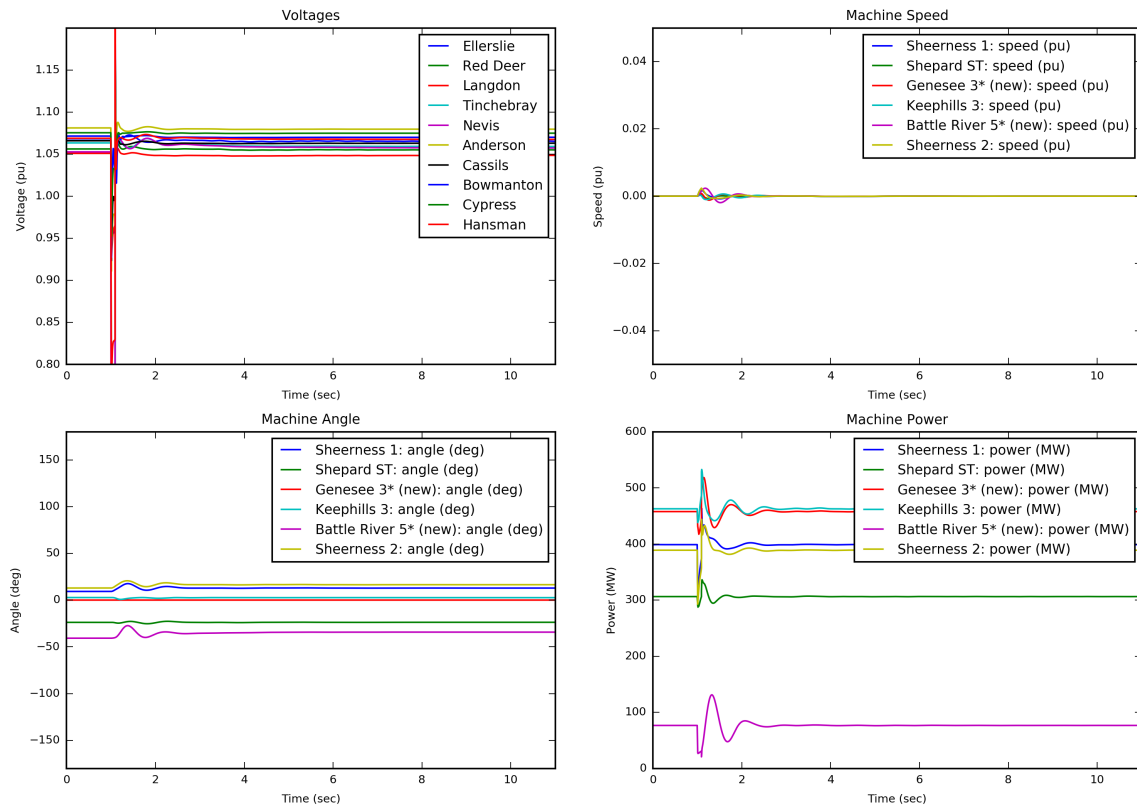 Voltages
1.15
1.10
1.05
1.00
0.95
0.90
0.85
0.80
Voltage (pu)
Ellerslie
Red Deer
Langdon
Tinchebray
Nevis
Anderson
Cassils
Bowmanton
Cypress
Hansman
0 2 4 6 8 10
Time (sec)
Machine Speed
0.04
0.02
0.00
−0.02
−0.04
Speed (pu)
Sheerness 1: speed (pu)
Shepard ST: speed (pu)
Genesee 3* (new): speed (pu)
Keephills 3: speed (pu)
Battle River 5* (new): speed (pu)
Sheerness 2: speed (pu)
0 2 4 6 8 10
Time (sec)
Machine Angle
150
100
50
0
−50
−100
−150
Angle (deg)
Sheerness 1: angle (deg)
Shepard ST: angle (deg)
Genesee 3* (new): angle (deg)
Keephills 3: angle (deg)
Battle River 5* (new): angle (deg)
Sheerness 2: angle (deg)
0 2 4 6 8 10
Time (sec)
Machine Power
600
500
400
300
200
100
0
Power (MW)
Sheerness 1: power (MW)
Shepard ST: power (MW)
Genesee 3* (new): power (MW)
Keephills 3: power (MW)
Battle River 5* (new): power (MW)
Sheerness 2: power (MW)
0 2 4 6 8 10
Time (sec)